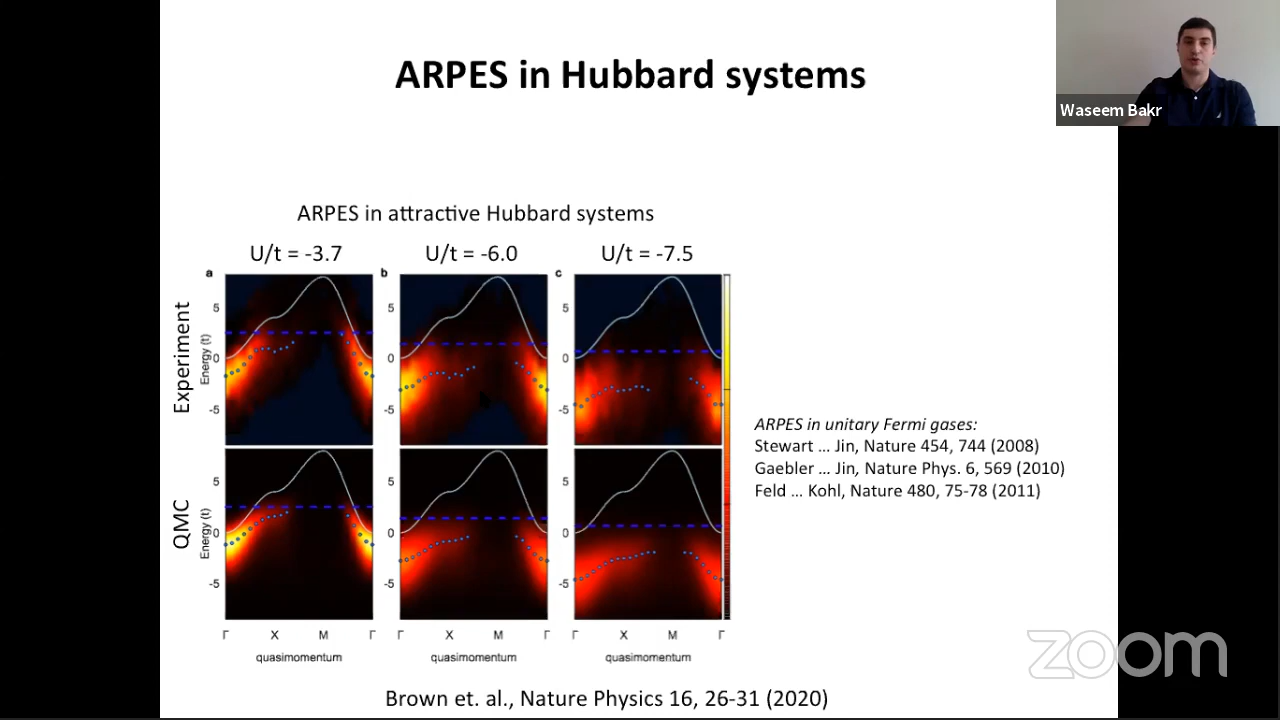 ARPES in Hubbard systems
Waseem Bakr
ARPES in attractive Hubbard systems
U/t = -3.7 U/t = -6.0 U/t = -7.5
a b c
Experiment
Energy (t)
5 5 5
0 0 0
-5 -5 -5
ARPES in unitary Fermi gases:
Stewart ... Jin, Nature 454, 744 (2008)
Gaebler ... Jin, Nature Phys. 6, 569 (2010)
Feld ... Kohl, Nature 480, 75-78 (2011)
QMC
Energy (t)
5 5 5
0 0 0
-5 -5 -5
Γ X M Γ Γ X M Γ Γ X M Γ
quasimomentum quasimomentum quasimomentum
zoom
Brown et. al., Nature Physics 16, 26-31 (2020)